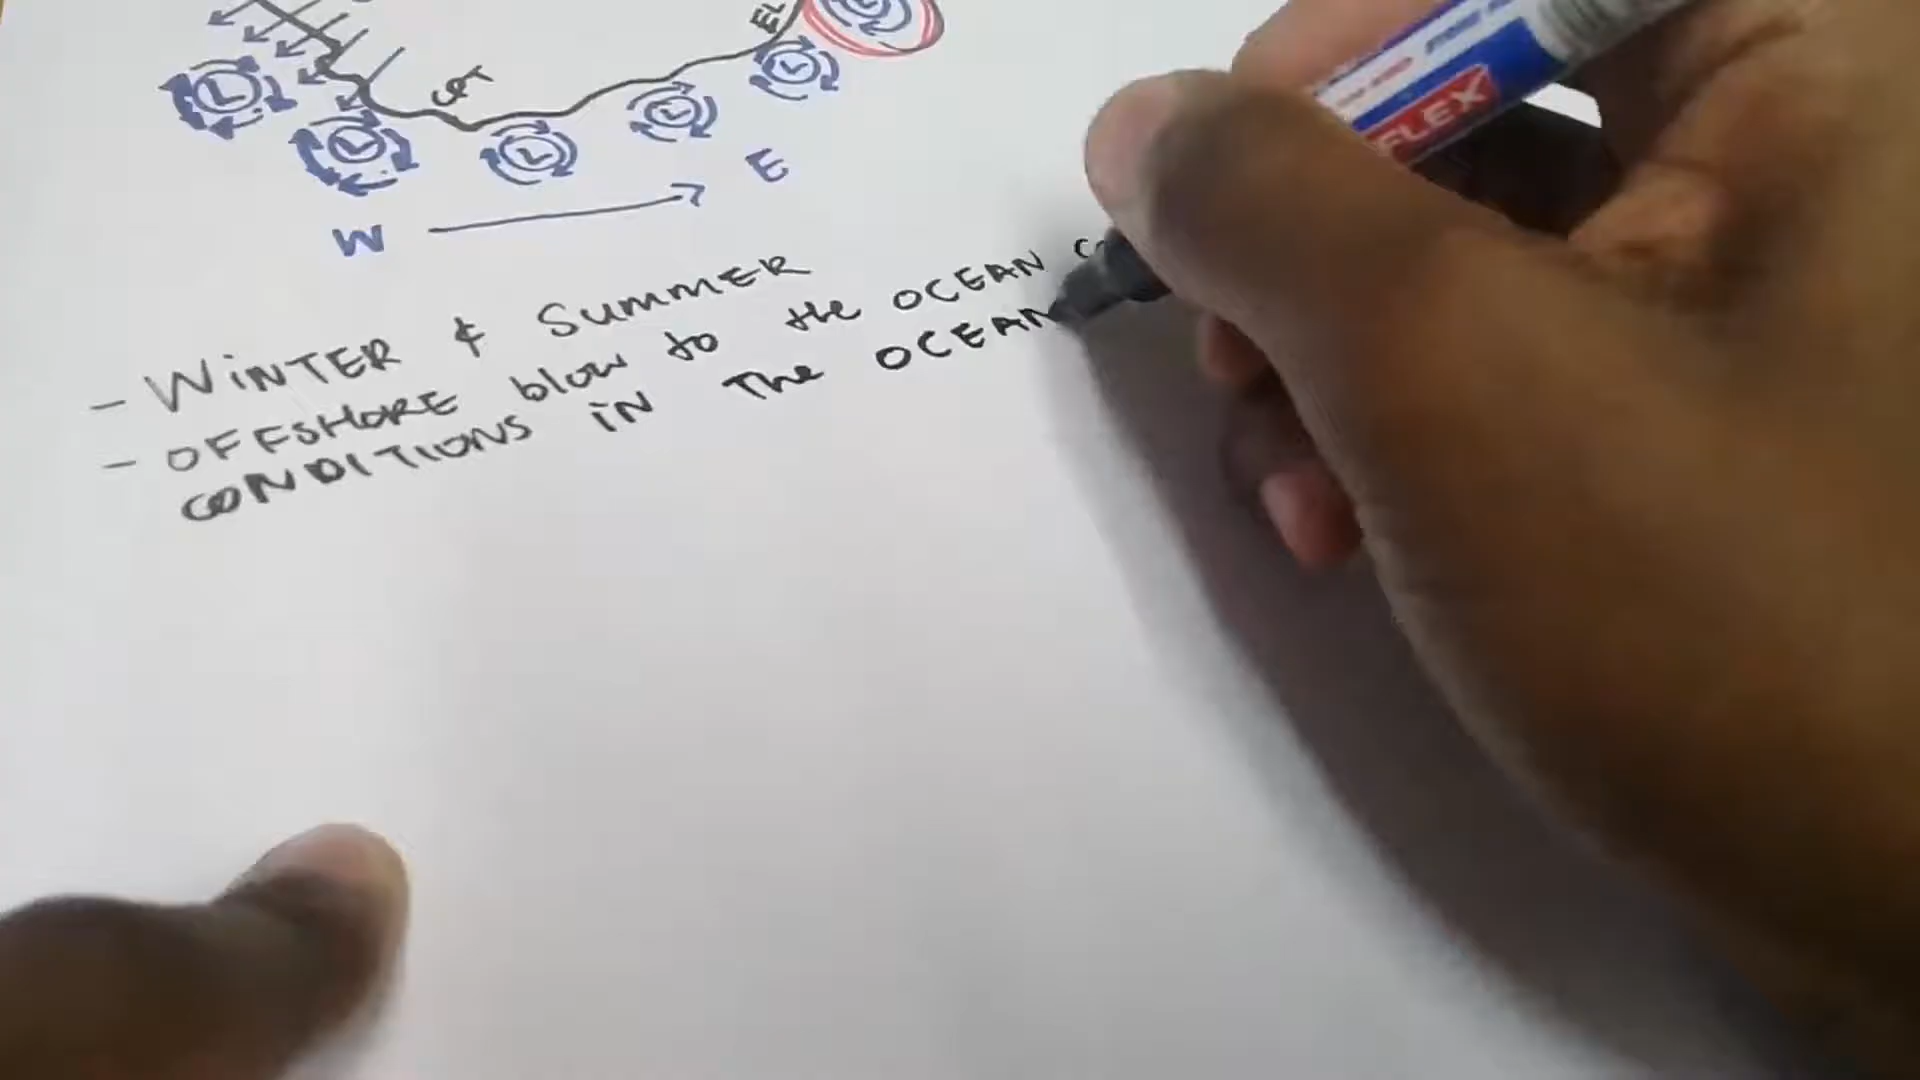 L
L
L
L
L
L
CPT
EL
W
E
- WINTER & SUMMER
- OFFSHORE blow to the OCEAN
CONDITIONS IN The OCEAN
FLEX